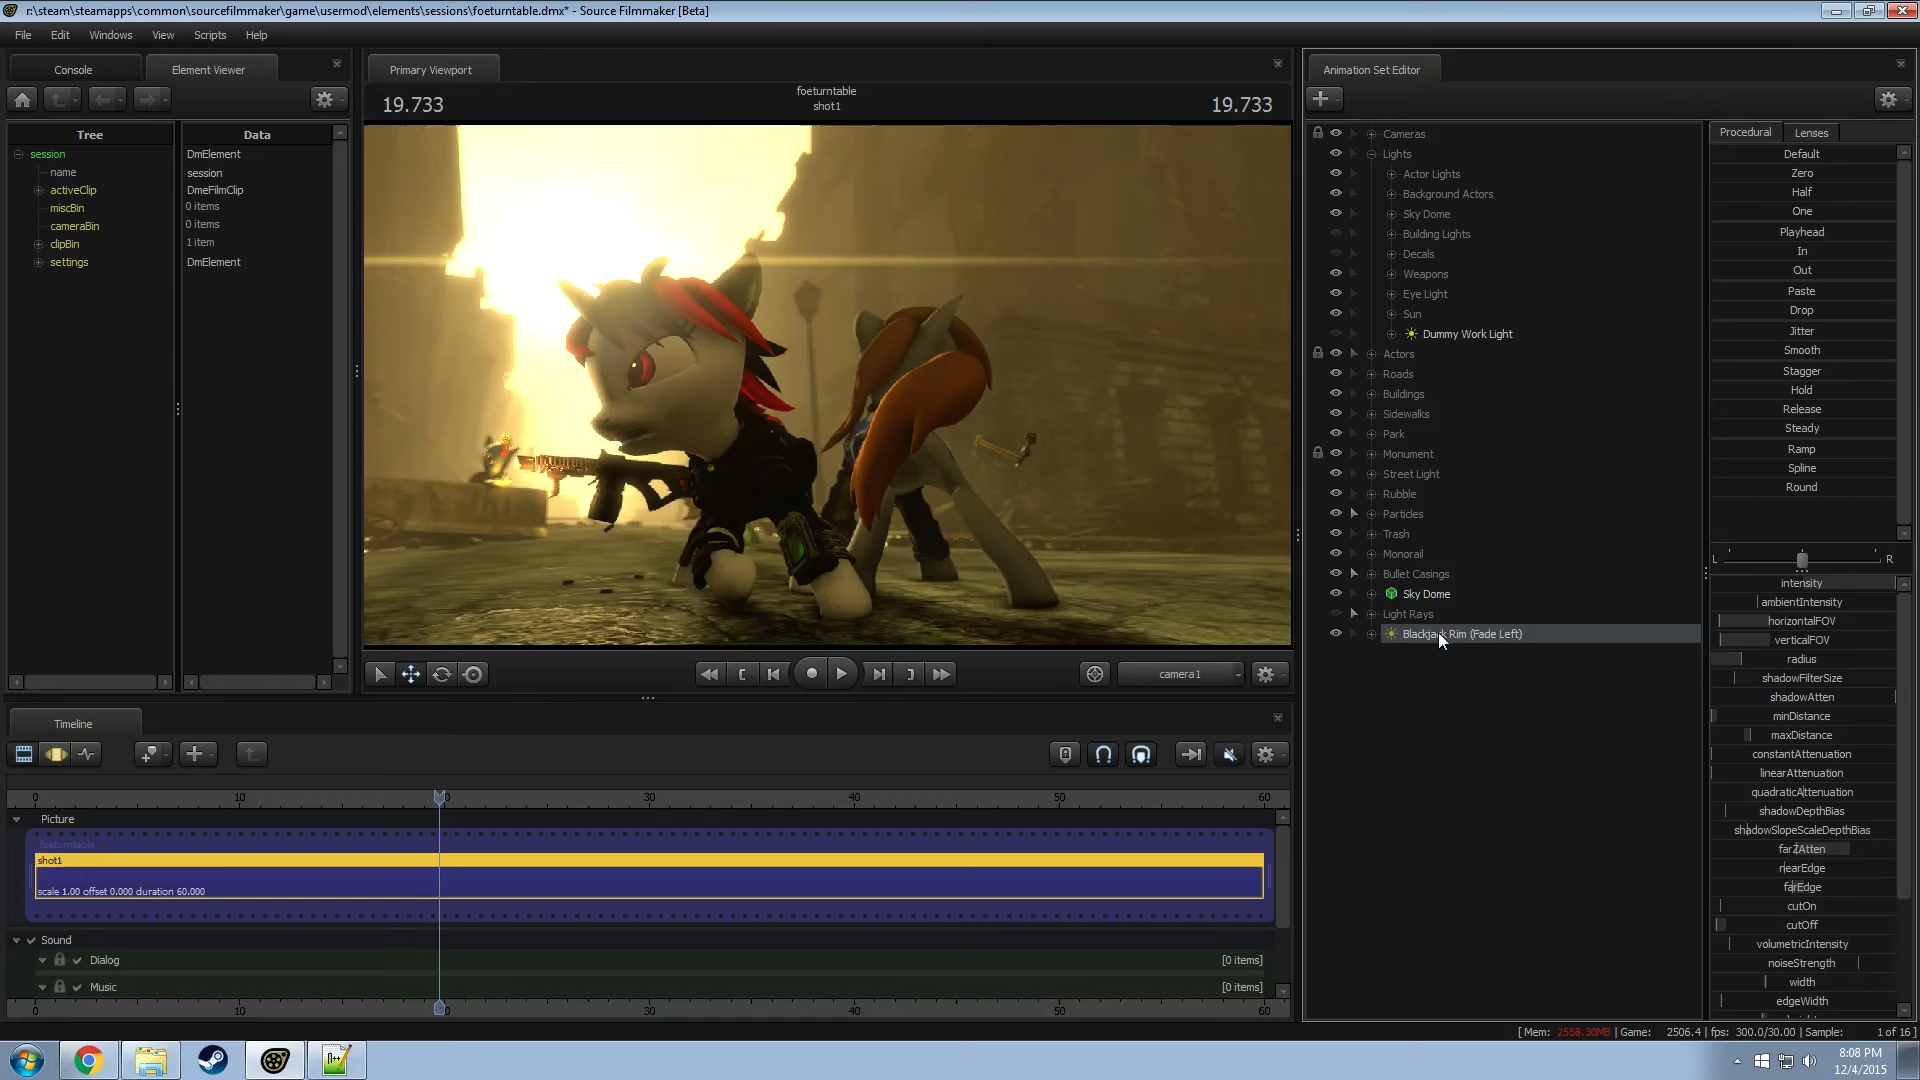 r:\steam\steamapps\common\sourcefilmmaker\game\usermod\elements\sessions\foeturntable.dmx* - Source Filmmaker [Beta]
File Edit Windows View Scripts Help
Console Element Viewer
Tree Data
session DmElement
name session
activeClip DmeFilmClip
miscBin 0 items
cameraBin 0 items
clipBin 1 item
settings DmElement
Primary Viewport
19.733 foeturntable 19.733
shot1
camera1
Animation Set Editor
Cameras
Lights
Actor Lights
Background Actors
Sky Dome
Building Lights
Decals
Weapons
Eye Light
Sun
Dummy Work Light
Actors
Roads
Buildings
Sidewalks
Park
Monument
Street Light
Rubble
Particles
Trash
Monorail
Bullet Casings
Sky Dome
Light Rays
Blackjack Rim (Fade Left)
Procedural Lenses
Default
Zero
Half
One
Playhead
In
Out
Paste
Drop
Jitter
Smooth
Stagger
Hold
Release
Steady
Ramp
Spline
Round
L R
intensity
ambientIntensity
horizontalFOV
verticalFOV
radius
shadowFilterSize
shadowAtten
minDistance
maxDistance
constantAttenuation
linearAttenuation
quadraticAttenuation
shadowDepthBias
shadowSlopeScaleDepthBias
farZAtten
nearEdge
farEdge
cutOn
cutOff
volumetricIntensity
noiseStrength
width
edgeWidth
Timeline
0 10 0 30 40 50 60
Picture
foeturntable
shot1
scale 1.00 offset 0.000 duration 60.000
Sound
Dialog [0 items]
Music [0 items]
0 10 0 30 40 50 60
[ Mem: 2558.30MB | Game: 2506.4 | fps: 300.0/30.00 | Sample: 1 of 16 ]
8:08 PM
12/4/2015